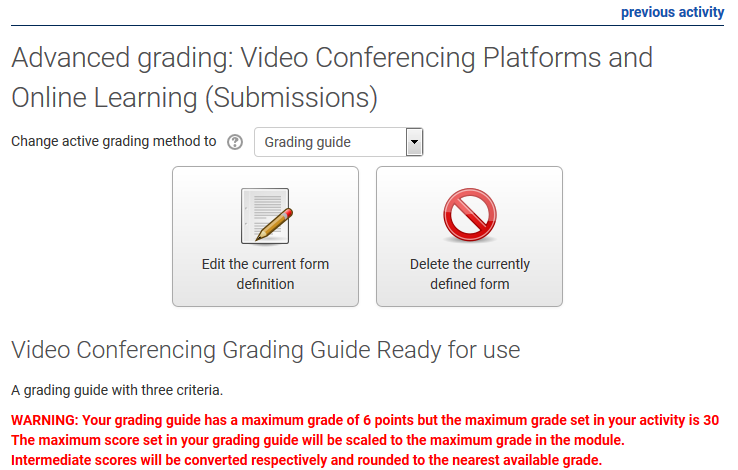 previous activity
Advanced grading: Video Conferencing Platforms and
Online Learning (Submissions)
Change active grading method to ? Grading guide
Edit the current form
definition
Delete the currently
defined form
Video Conferencing Grading Guide Ready for use
A grading guide with three criteria.
WARNING: Your grading guide has a maximum grade of 6 points but the maximum grade set in your activity is 30
The maximum score set in your grading guide will be scaled to the maximum grade in the module.
Intermediate scores will be converted respectively and rounded to the nearest available grade.